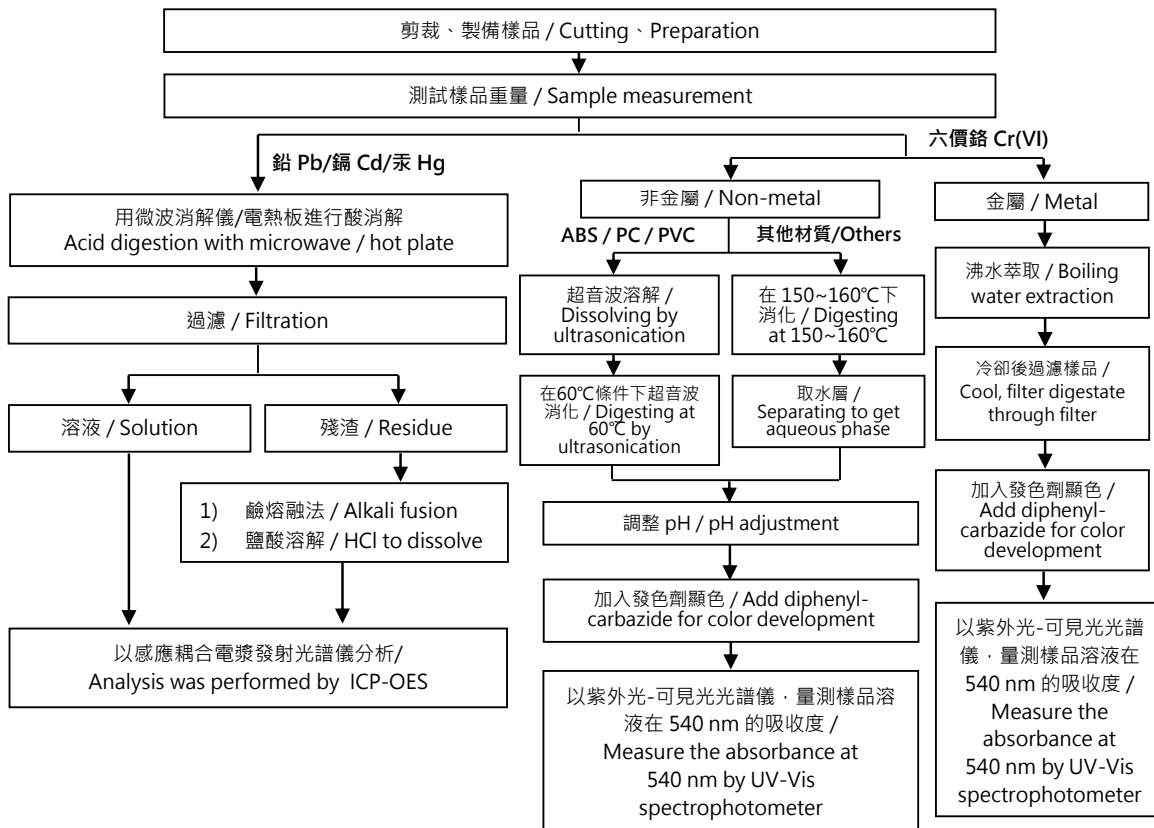 剪裁、製備樣品 / Cutting、Preparation
測試樣品重量 / Sample measurement
鉛 Pb/鎘 Cd/汞 Hg
六價鉻 Cr(VI)
用微波消解儀/電熱板進行酸消解
Acid digestion with microwave / hot plate
過濾 / Filtration
溶液 / Solution
殘渣 / Residue
1) 鹼熔融法 / Alkali fusion
2) 鹽酸溶解 / HCl to dissolve
以感應耦合電漿發射光譜儀分析/
Analysis was performed by ICP-OES
非金屬 / Non-metal
ABS / PC / PVC
其他材質/Others
超音波溶解 /
Dissolving by
ultrasonication
在 150~160℃下
消化 / Digesting
at 150~160℃
在60℃條件下超音波
消化 / Digesting at
60℃ by
ultrasonication
取水層 /
Separating to get
aqueous phase
調整 pH / pH adjustment
加入發色劑顯色 / Add diphenyl-
carbazide for color development
以紫外光-可見光光譜儀，量測樣品溶
液在 540 nm 的吸收度 /
Measure the absorbance at
540 nm by UV-Vis
spectrophotometer
金屬 / Metal
沸水萃取 / Boiling
water extraction
冷卻後過濾樣品 /
Cool, filter digestate
through filter
加入發色劑顯色 /
Add diphenyl-
carbazide for color
development
以紫外光-可見光光譜
儀，量測樣品溶液在
540 nm 的吸收度 /
Measure the
absorbance at
540 nm by UV-Vis
spectrophotometer